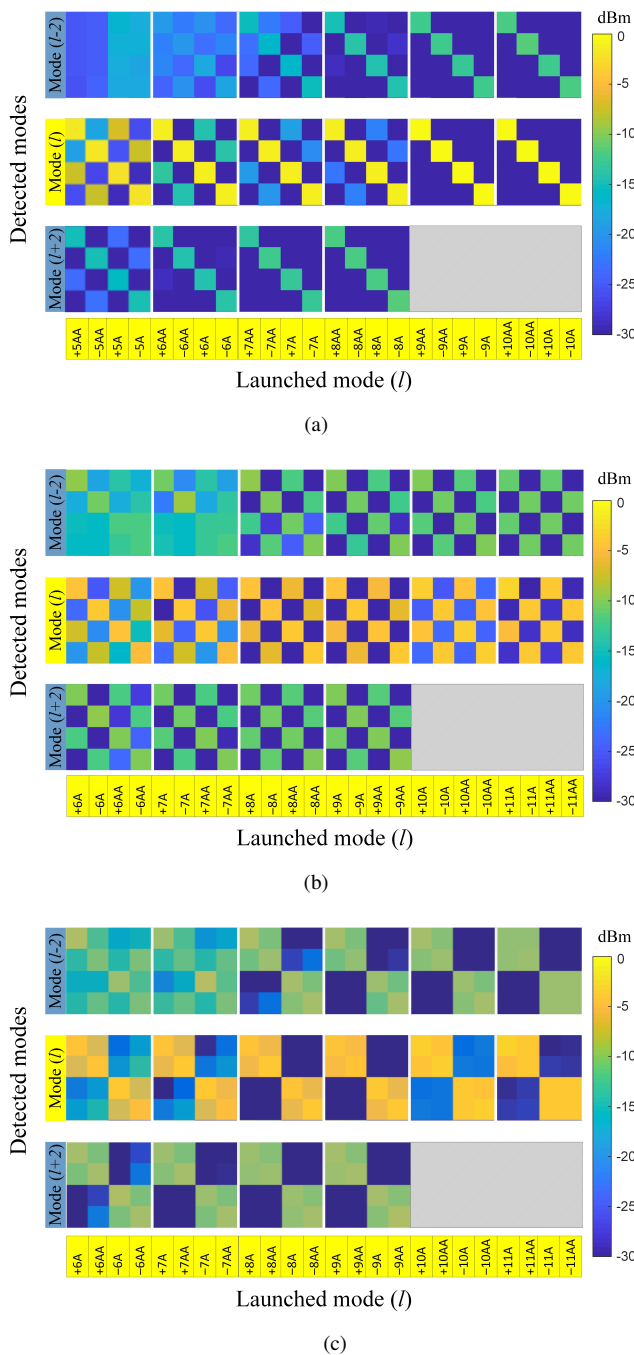 dBm
Detected modes
Mode (l-2)
Mode (l)
Mode (l+2)
0
-5
-10
-15
-20
-25
-30
+5AA −5AA +5A −5A +6AA −6AA +6A −6A +7AA −7AA +7A −7A +8AA −8AA +8A −8A +9AA −9AA +9A −9A +10AA −10AA +10A −10A
Launched mode (l)
(a)
dBm
Detected modes
Mode (l-2)
Mode (l)
Mode (l+2)
0
-5
-10
-15
-20
-25
-30
+6A −6A +6AA −6AA +7A −7A +7AA −7AA +8A −8A +8AA −8AA +9A −9A +9AA −9AA +10A −10A +10AA −10AA +11A −11A +11AA −11AA
Launched mode (l)
(b)
dBm
Detected modes
Mode (l-2)
Mode (l)
Mode (l+2)
0
-5
-10
-15
-20
-25
-30
+6A +6AA −6A −6AA +7A +7AA −7A −7AA +8A +8AA −8A −8AA +9A +9AA −9A −9AA +10A +10AA −10A −10AA +11A +11AA −11A −11AA
Launched mode (l)
(c)